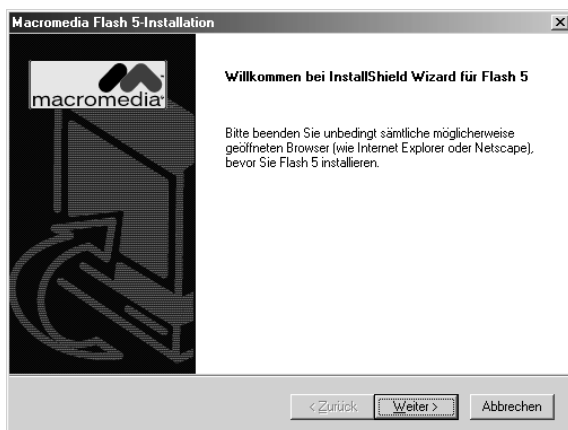 Macromedia Flash 5-Installation
macromedia®
Willkommen bei InstallShield Wizard für Flash 5
Bitte beenden Sie unbedingt sämtliche möglicherweise
geöffneten Browser (wie Internet Explorer oder Netscape),
bevor Sie Flash 5 installieren.
< Zurück
Weiter >
Abbrechen